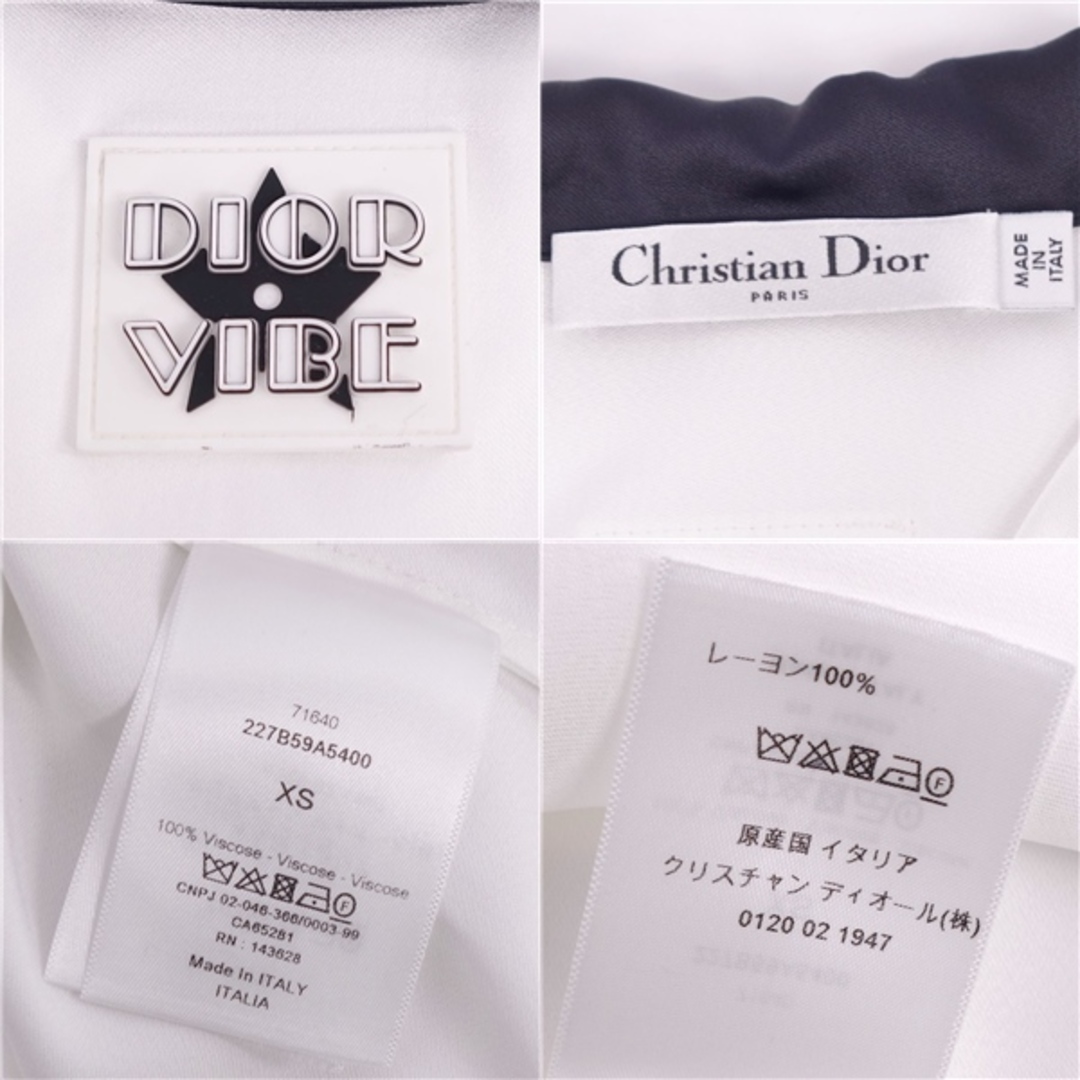 DIOR
VIBE
Christian Dior
PARIS
MADE
IN
ITALY
71640
227B59A5400
XS
100% Viscose - Viscose - Viscose
CNPJ 02-046-366/0003-99
CA65281
RN : 143628
Made in ITALY
ITALIA
レーヨン100%
F
原産国 イタリア
クリスチャン ディオール(株)
0120 02 1947